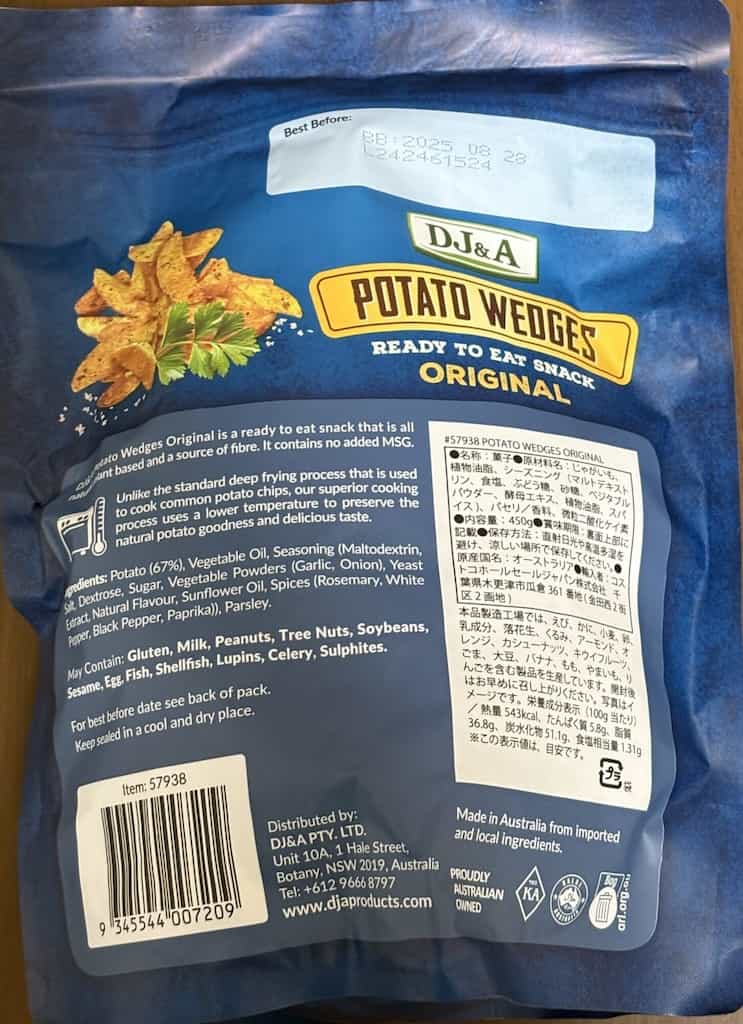 Best Before:
BB:2025 08 28
L242461524
DJ&A
POTATO WEDGES
READY TO EAT SNACK
ORIGINAL
Potato Wedges Original is a ready to eat snack that is all
plant based and a source of fibre. It contains no added MSG.
Unlike the standard deep frying process that is used
to cook common potato chips, our superior cooking
process uses a lower temperature to preserve the
natural potato goodness and delicious taste.
Ingredients: Potato (67%), Vegetable Oil, Seasoning (Maltodextrin,
Salt, Dextrose, Sugar, Vegetable Powders (Garlic, Onion), Yeast
Extract, Natural Flavour, Sunflower Oil, Spices (Rosemary, White
Pepper, Black Pepper, Paprika)), Parsley.
May Contain: Gluten, Milk, Peanuts, Tree Nuts, Soybeans,
Sesame, Egg, Fish, Shellfish, Lupins, Celery, Sulphites.
For best before date see back of pack.
Keep sealed in a cool and dry place.
#57938 POTATO WEDGES ORIGINAL
●名称：菓子●原材料名：じゃがいも、
植物油脂、シーズニング（マルトデキスト
リン、食塩、ぶどう糖、砂糖、ベジタブル
パウダー、酵母エキス、植物油脂、スパ
イス）、パセリ／香料、微粒二酸化ケイ素
●内容量：450g●賞味期限：裏面上部に
記載●保存方法：直射日光や高温多湿を
避け、涼しい場所で保存してください。●
原産国名：オーストラリア●輸入者：コス
トコホールセールジャパン株式会社 千
葉県木更津市瓜倉 361 番地（金田西2街
区2画地）
本品製造工場では、えび、かに、小麦、卵、
乳成分、落花生、くるみ、アーモンド、オ
レンジ、カシューナッツ、キウイフルーツ、
ごま、大豆、バナナ、もも、やまいも、り
んごを含む製品を生産しています。開封後
はお早めに召し上がりください。写真はイ
メージです。栄養成分表示（100g 当たり）
／熱量 543kcal、たんぱく質 5.8g、脂質
36.8g、炭水化物 51.1g、食塩相当量 1.31g
※この表示値は、目安です。
プラ
袋
Item: 57938
9 345544 007209
Distributed by:
DJ&A PTY. LTD.
Unit 10A, 1 Hale Street,
Botany, NSW 2019, Australia
Tel: +612 9666 8797
www.djaproducts.com
Made in Australia from imported
and local ingredients.
PROUDLY
AUSTRALIAN
OWNED
KA
Bag
arl.org.au